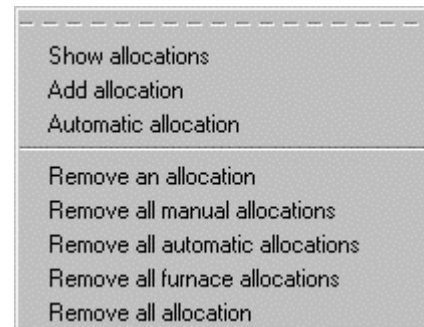 Show allocations
Add allocation
Automatic allocation
Remove an allocation
Remove all manual allocations
Remove all automatic allocations
Remove all furnace allocations
Remove all allocation